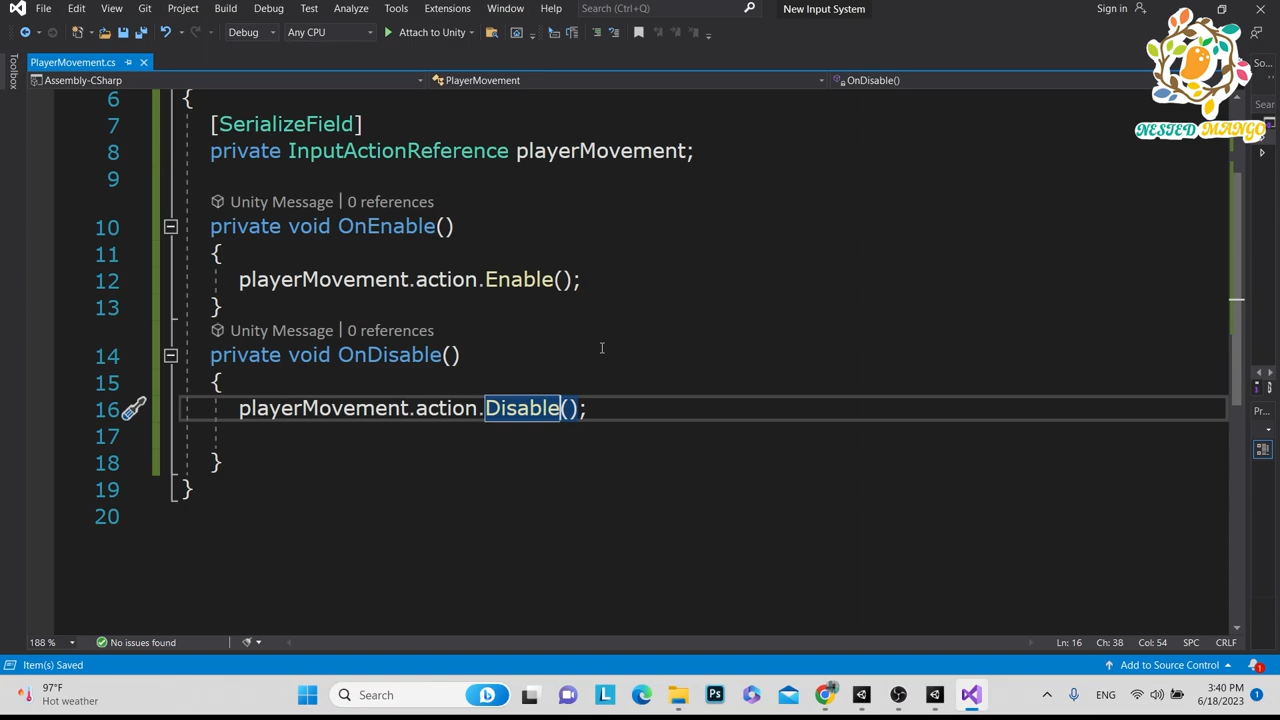 File Edit View Git Project Build Debug Test Analyze Tools Extensions Window Help Search (Ctrl+Q) New Input System Sign in
Debug Any CPU Attach to Unity
NESTED MANGO
Toolbox
PlayerMovement.cs
So...
Assembly-CSharp PlayerMovement OnDisable()
Sear
6 {
7 [SerializeField]
8 private InputActionReference playerMovement;
9
Unity Message | 0 references
10 private void OnEnable()
11 {
12 playerMovement.action.Enable();
13 }
Unity Message | 0 references
14 private void OnDisable()
15 {
16 playerMovement.action.Disable();
17
18 }
19 }
20
Pr...
188 % No issues found Ln: 16 Ch: 38 Col: 54 SPC CRLF
Item(s) Saved Add to Source Control 1
97°F
Hot weather
Search
ENG
3:40 PM
6/18/2023